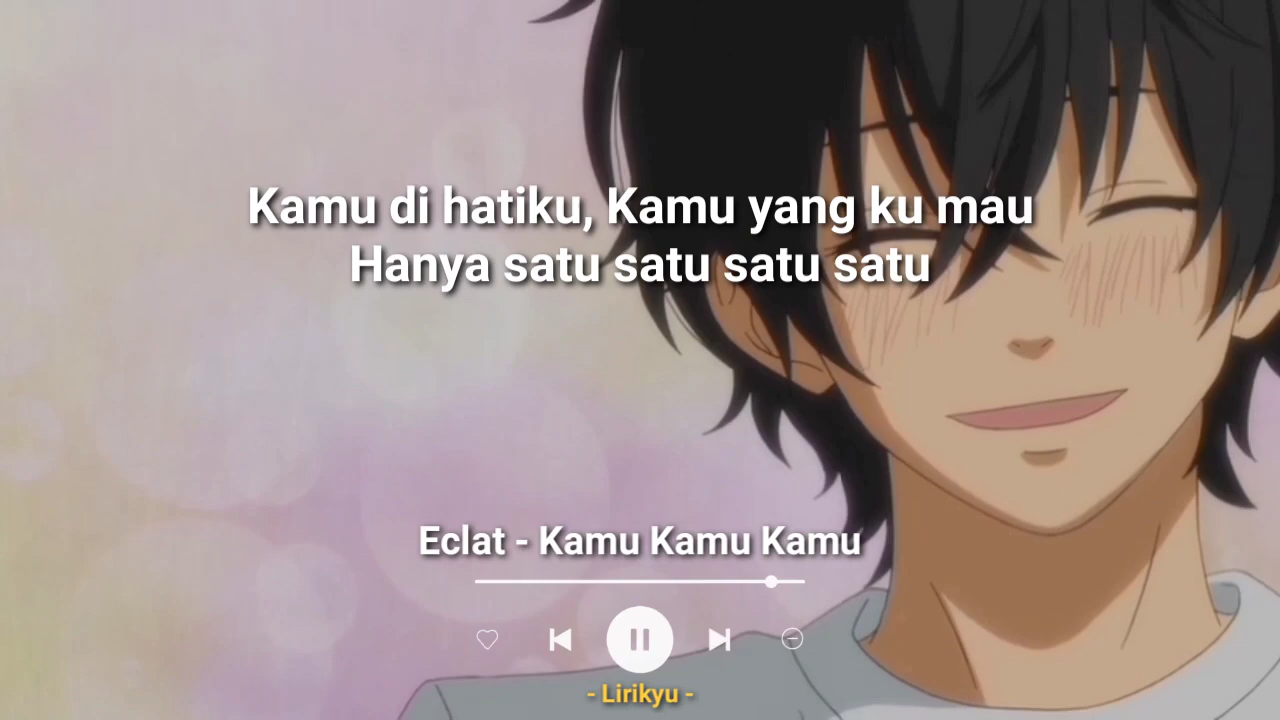 Kamu di hatiku, Kamu yang ku mau
Hanya satu satu satu satu
Eclat - Kamu Kamu Kamu
- Lirikyu -